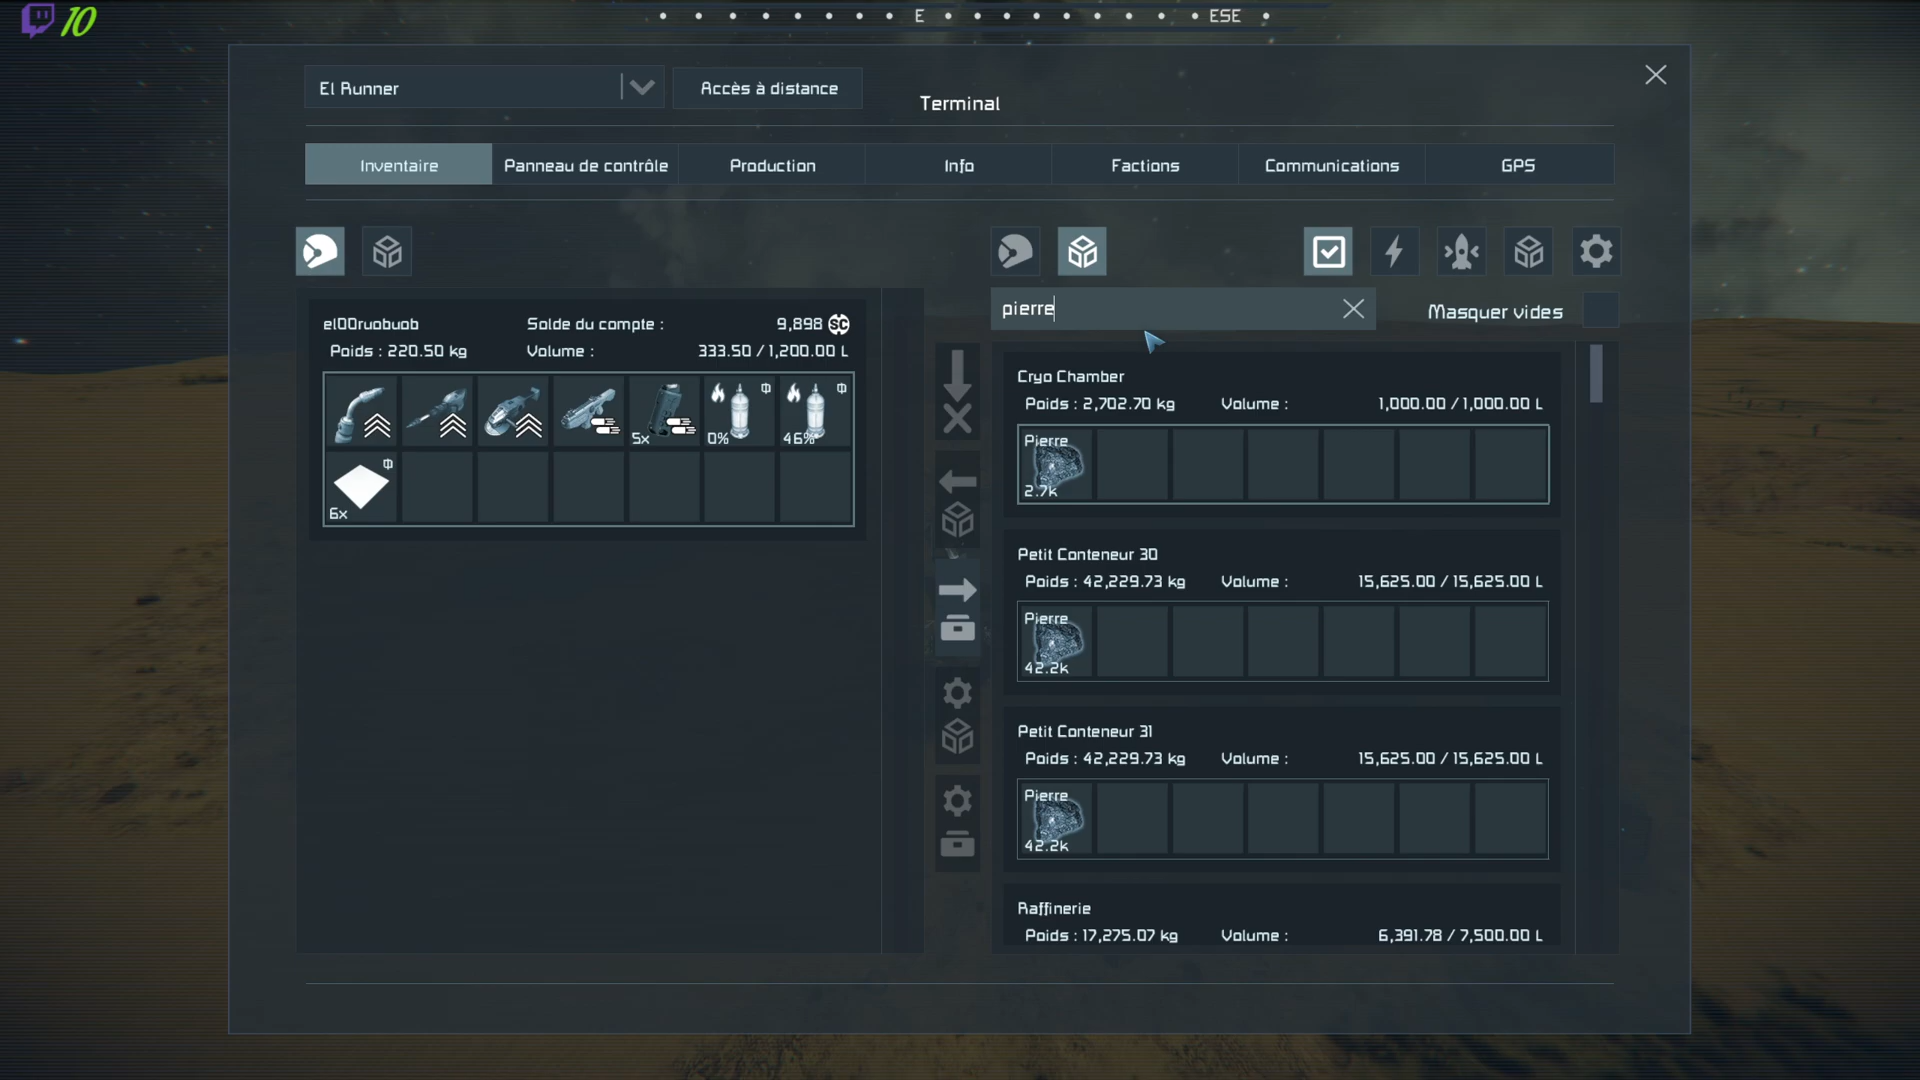 10
E
ESE
El Runner
Accès à distance
Terminal
Inventaire
Panneau de contrôle
Production
Info
Factions
Communications
GPS
pierre
Masquer vides
el00ruobuob
Solde du compte :
9,898 SC
Poids : 220.50 kg
Volume :
333.50 / 1,200.00 L
5x
0%
46%
6x
Cryo Chamber
Poids : 2,702.70 kg
Volume :
1,000.00 / 1,000.00 L
Pierre
2.7k
Petit Conteneur 30
Poids : 42,229.73 kg
Volume :
15,625.00 / 15,625.00 L
Pierre
42.2k
Petit Conteneur 31
Poids : 42,229.73 kg
Volume :
15,625.00 / 15,625.00 L
Pierre
42.2k
Raffinerie
Poids : 17,275.07 kg
Volume :
6,391.78 / 7,500.00 L